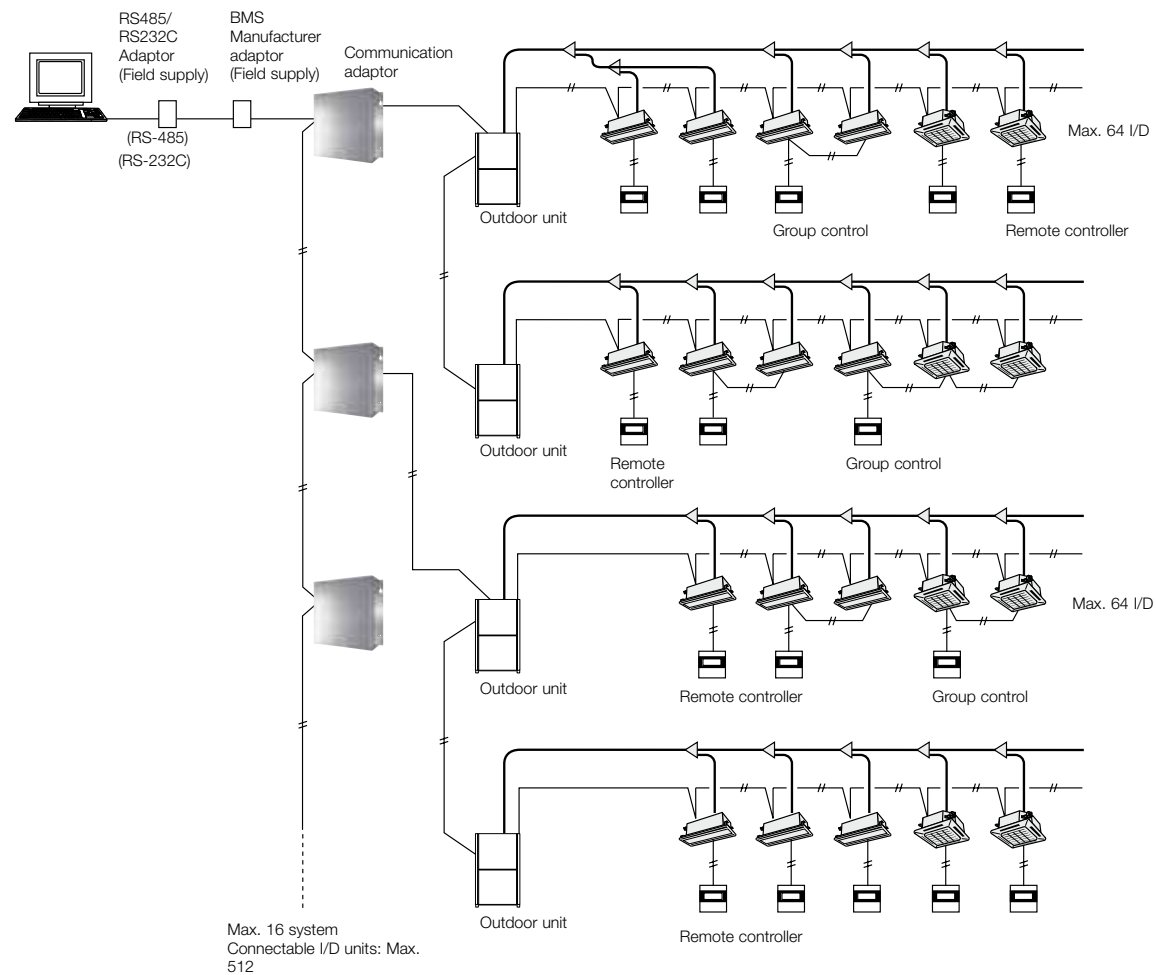 RS485/
RS232C
Adaptor
(Field supply)
BMS
Manufacturer
adaptor
(Field supply)
Communication
adaptor
(RS-485)
(RS-232C)
Max. 64 I/D
Outdoor unit
Group control
Remote controller
Outdoor unit
Remote
controller
Group control
Max. 64 I/D
Outdoor unit
Remote controller
Group control
Outdoor unit
Remote controller
Max. 16 system
Connectable I/D units: Max.
512